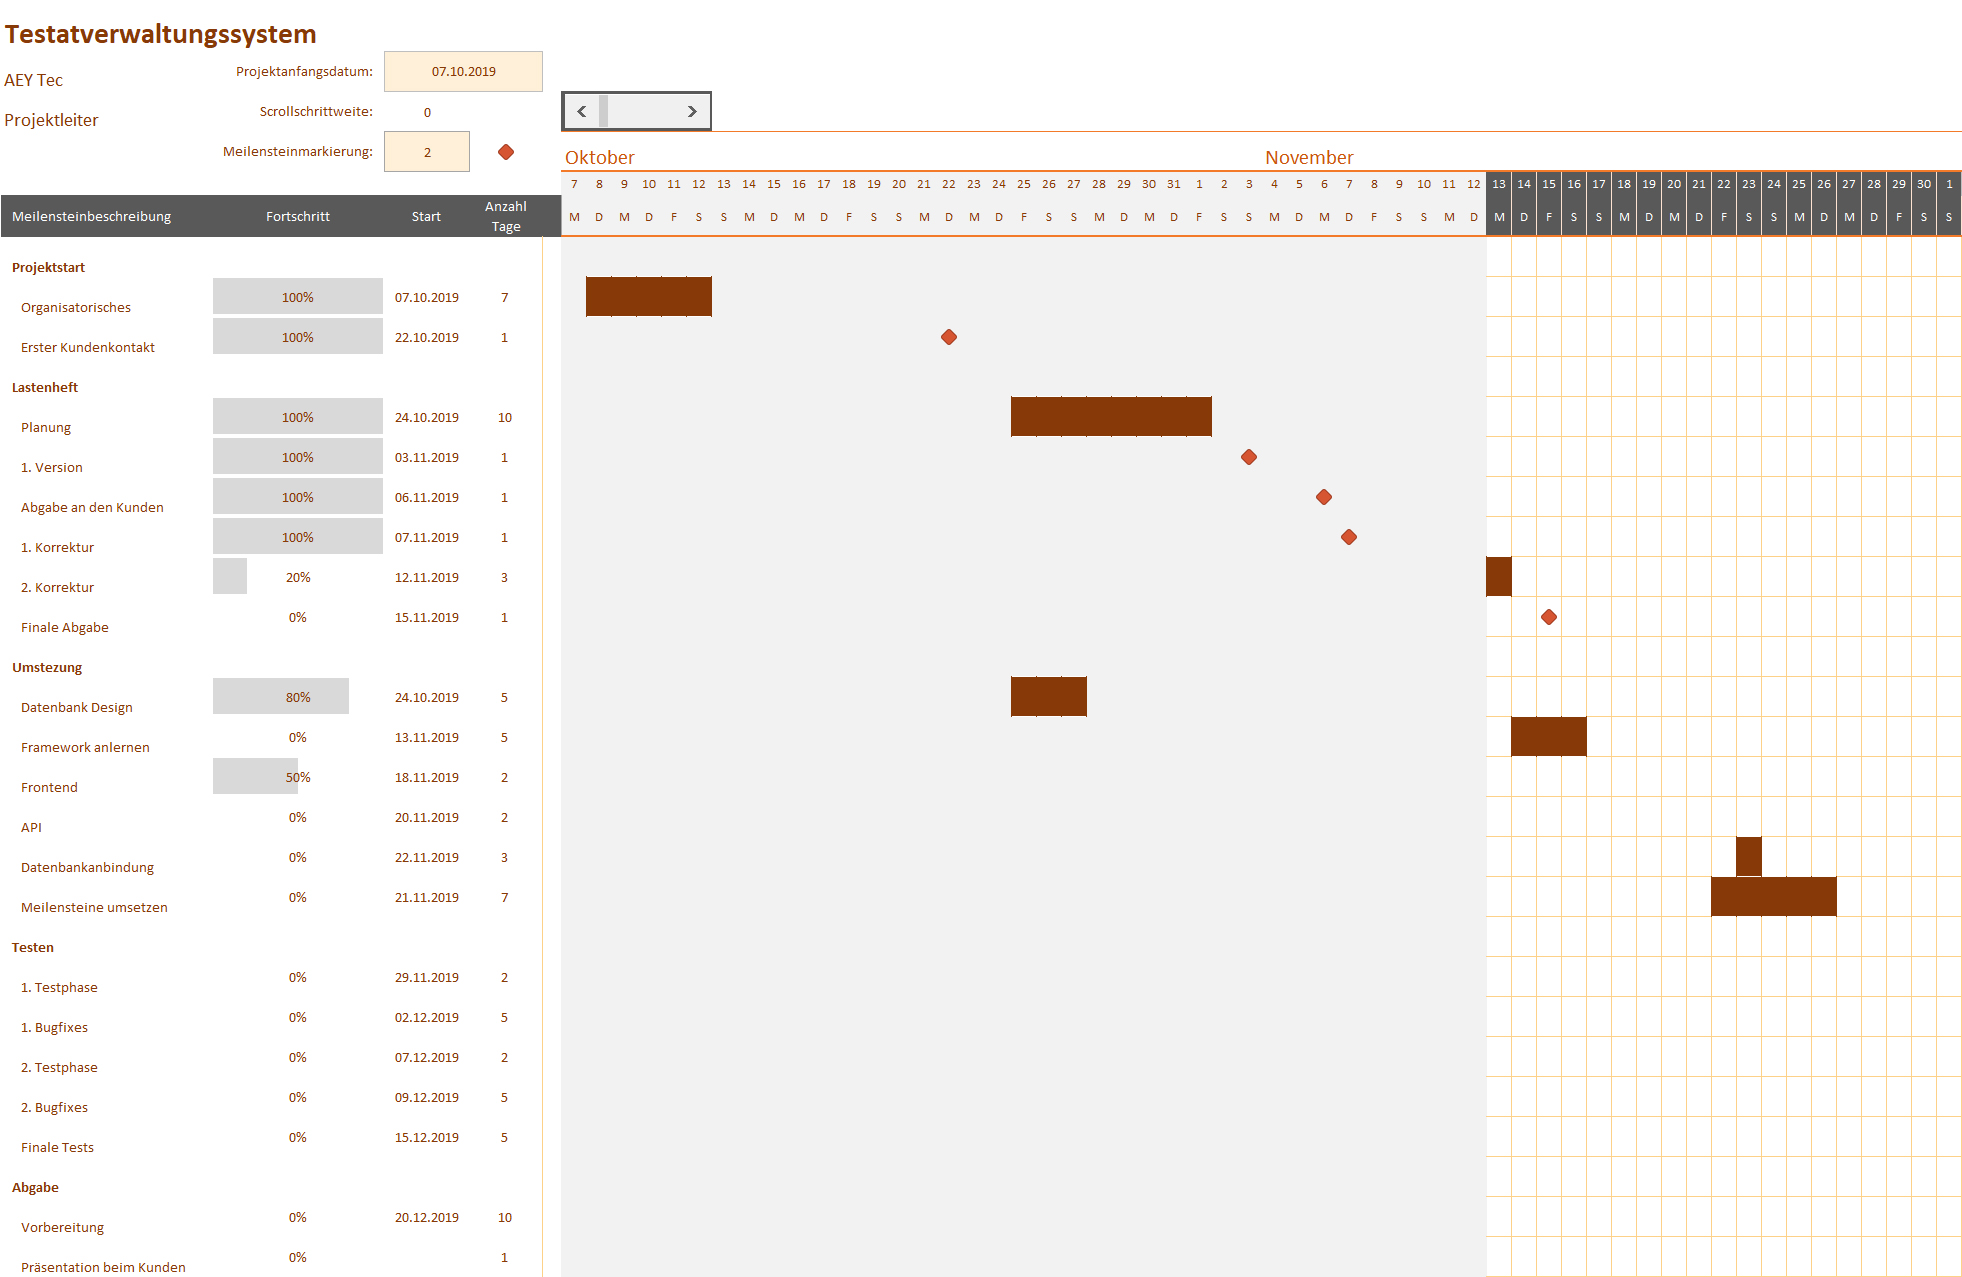 Testatverwaltungssystem
AEY Tec
Projektanfangsdatum: 07.10.2019
Projektleiter
Scrollschrittweite: 0
Meilensteinmarkierung: 2
Oktober November
7 8 9 10 11 12 13 14 15 16 17 18 19 20 21 22 23 24 25 26 27 28 29 30 31 1 2 3 4 5 6 7 8 9 10 11 12 13 14 15 16 17 18 19 20 21 22 23 24 25 26 27 28 29 30 1
M D M D F S S M D M D F S S M D M D F S S M D M D F S S M D M D F S S M D M D F S S M D M D F S S M D M D F S S
Meilensteinbeschreibung Fortschritt Start Anzahl Tage
Projektstart
Organisatorisches 100% 07.10.2019 7
Erster Kundenkontakt 100% 22.10.2019 1
Lastenheft
Planung 100% 24.10.2019 10
1. Version 100% 03.11.2019 1
Abgabe an den Kunden 100% 06.11.2019 1
1. Korrektur 100% 07.11.2019 1
2. Korrektur 20% 12.11.2019 3
Finale Abgabe 0% 15.11.2019 1
Umstezung
Datenbank Design 80% 24.10.2019 5
Framework anlernen 0% 13.11.2019 5
Frontend 50% 18.11.2019 2
API 0% 20.11.2019 2
Datenbankanbindung 0% 22.11.2019 3
Meilensteine umsetzen 0% 21.11.2019 7
Testen
1. Testphase 0% 29.11.2019 2
1. Bugfixes 0% 02.12.2019 5
2. Testphase 0% 07.12.2019 2
2. Bugfixes 0% 09.12.2019 5
Finale Tests 0% 15.12.2019 5
Abgabe
Vorbereitung 0% 20.12.2019 10
Präsentation beim Kunden 0% 1